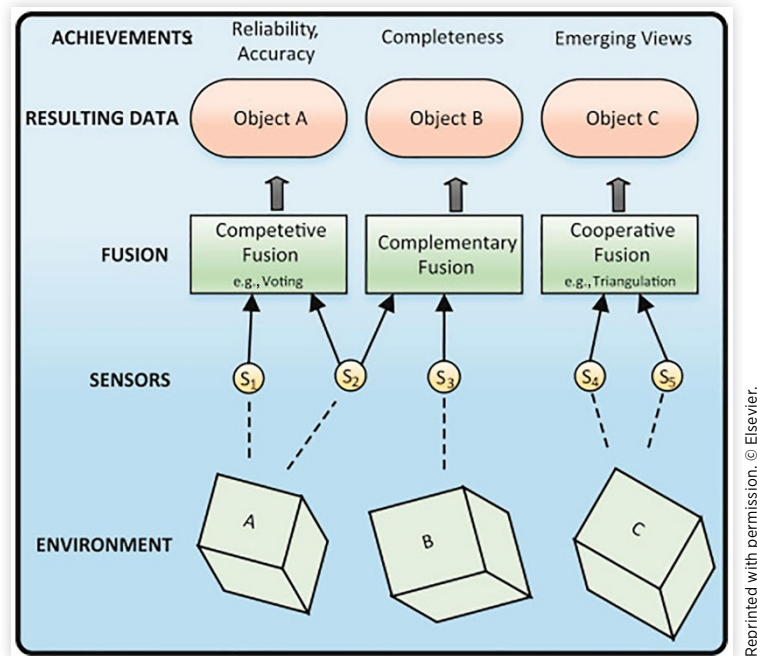 ACHIEVEMENTS:
Reliability,
Accuracy
Completeness
Emerging Views
RESULTING DATA
Object A
Object B
Object C
FUSION
Competetive
Fusion
e.g., Voting
Complementary
Fusion
Cooperative
Fusion
e.g., Triangulation
SENSORS
S1
S2
S3
S4
S5
ENVIRONMENT
A
B
C
Reprinted with permission. © Elsevier.